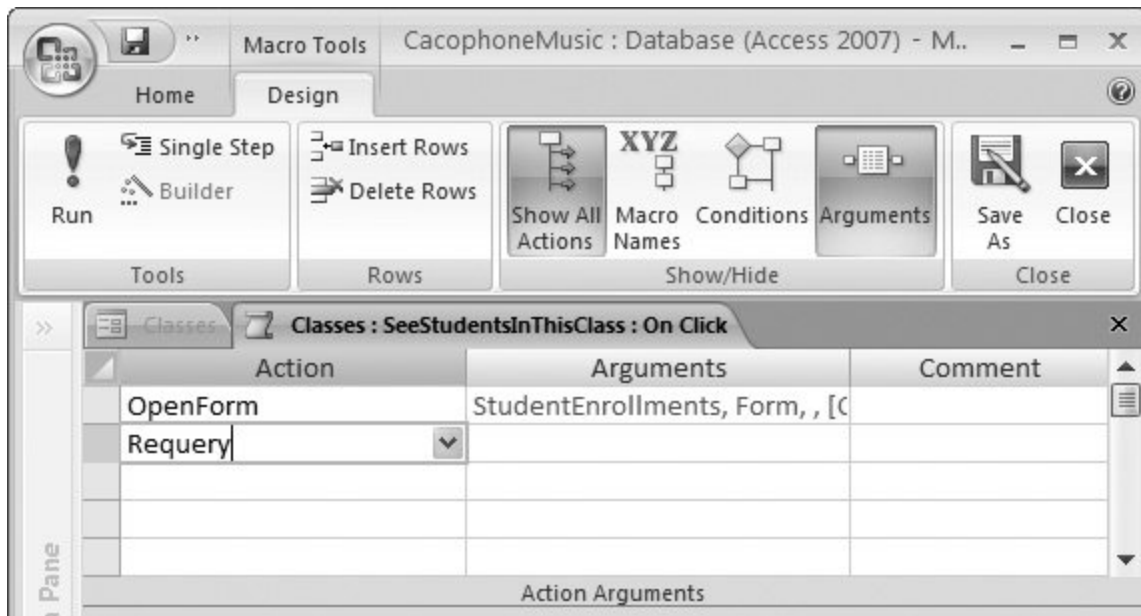 Macro Tools
CacophoneMusic : Database (Access 2007) - M..
Home
Design
Run
Single Step
Builder
Tools
Insert Rows
Delete Rows
Rows
Show All
Actions
XYZ
Macro
Names
Conditions
Arguments
Show/Hide
Save
As
Close
Close
Classes
Classes : SeeStudentsInThisClass : On Click
Action
Arguments
Comment
OpenForm
StudentEnrollments, Form, , [C
Requery
Pane
Action Arguments